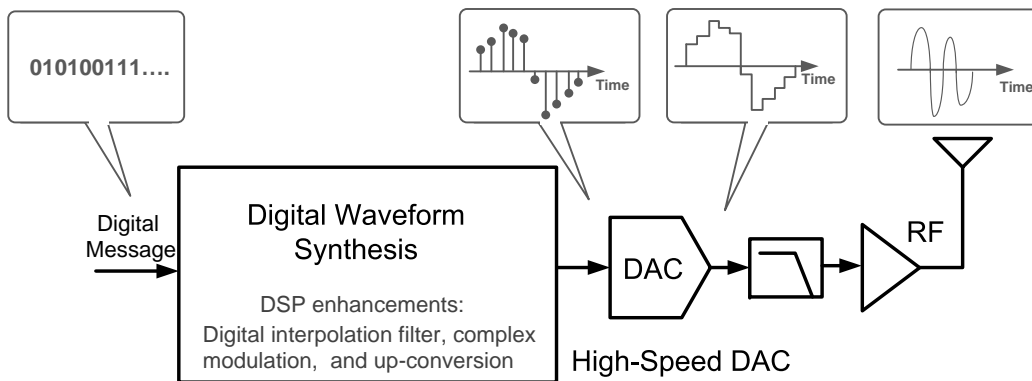 010100111....
Time
Time
Time
Digital
Message
Digital Waveform
Synthesis
DSP enhancements:
Digital interpolation filter, complex
modulation, and up-conversion
DAC
RF
High-Speed DAC